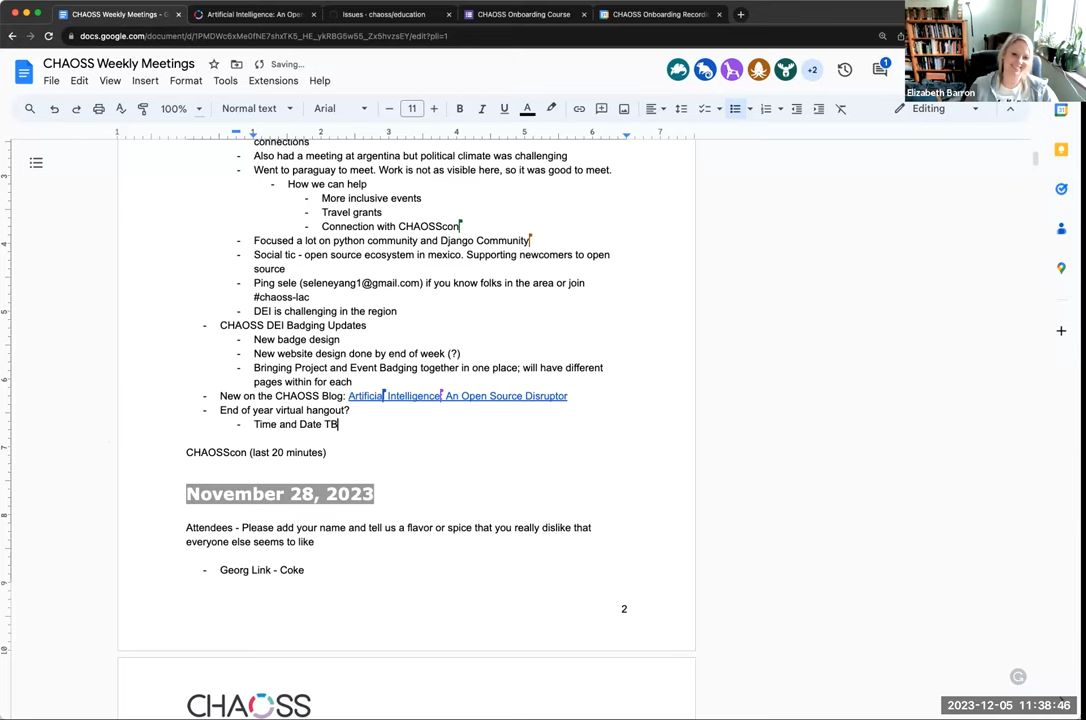 CHAOSS Weekly Meetings - G
Artificial Intelligence: An Open
Issues · chaoss/education
CHAOSS Onboarding Course
CHAOSS Onboarding Recordi
docs.google.com/document/d/1PMDWc6xMe0fNE7shxTK5_HE_ykRBG5w55_Zx5hvzsEY/edit?pli=1
CHAOSS Weekly Meetings
Saving...
File Edit View Insert Format Tools Extensions Help
+2
1
Elizabeth Barron
100%
Normal text
Arial
11
B I U A
Editing
1 1 2 3 4 5 6 7
connections
- Also had a meeting at argentina but political climate was challenging
- Went to paraguay to meet. Work is not as visible here, so it was good to meet.
- How we can help
- More inclusive events
- Travel grants
- Connection with CHAOSScon
- Focused a lot on python community and Django Community
- Social tic - open source ecosystem in mexico. Supporting newcomers to open
source
- Ping sele (seleneyang1@gmail.com) if you know folks in the area or join
#chaoss-lac
- DEI is challenging in the region
- CHAOSS DEI Badging Updates
- New badge design
- New website design done by end of week (?)
- Bringing Project and Event Badging together in one place; will have different
pages within for each
- New on the CHAOSS Blog: Artificial Intelligence: An Open Source Disruptor
- End of year virtual hangout?
- Time and Date TB
CHAOSScon (last 20 minutes)
November 28, 2023
Attendees - Please add your name and tell us a flavor or spice that you really dislike that
everyone else seems to like
- Georg Link - Coke
2
CHAOSS
2023-12-05 11:38:46